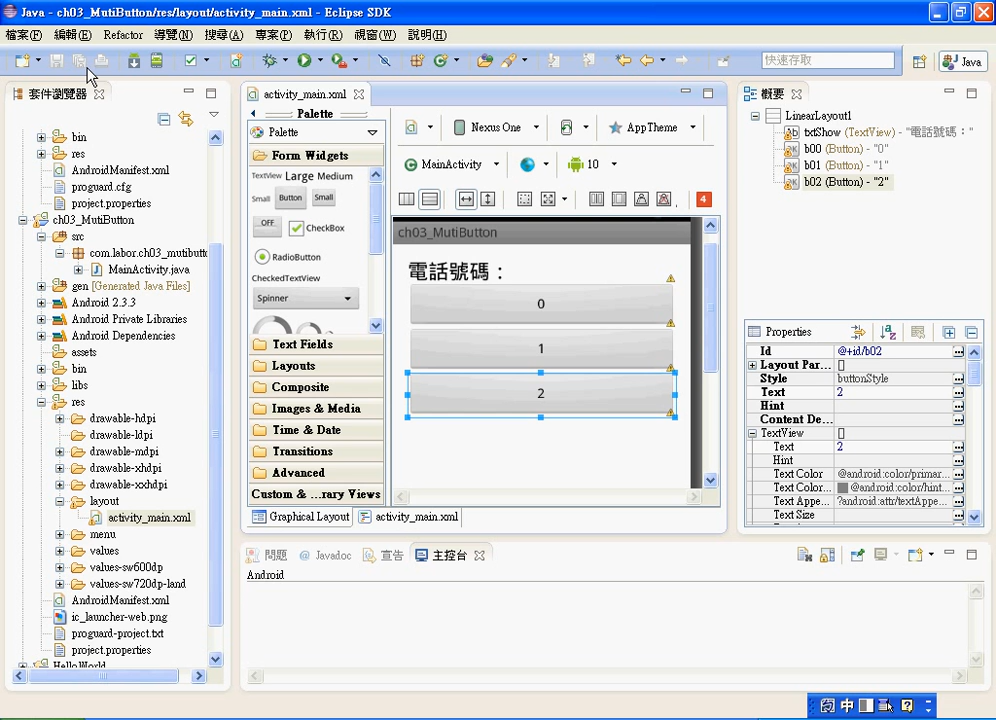 Java - ch03_MutiButton/res/layout/activity_main.xml - Eclipse SDK
檔案(F) 編輯(E) Refactor 導覽(N) 搜尋(A) 專案(P) 執行(R) 視窗(W) 說明(H)
快速存取
Java
套件瀏覽器
bin
res
AndroidManifest.xml
proguard.cfg
project.properties
ch03_MutiButton
src
com.labor.ch03_mutibutt
MainActivity.java
gen [Generated Java Files]
Android 2.3.3
Android Private Libraries
Android Dependencies
assets
bin
libs
res
drawable-hdpi
drawable-ldpi
drawable-mdpi
drawable-xhdpi
drawable-xxhdpi
layout
activity_main.xml
menu
values
values-sw600dp
values-sw720dp-land
AndroidManifest.xml
ic_launcher-web.png
proguard-project.txt
project.properties
HelloWorld
activity_main.xml
Palette
Palette
Form Widgets
TextView Large Medium
Small Button Small
OFF CheckBox
RadioButton
CheckedTextView
Spinner
Text Fields
Layouts
Composite
Images & Media
Time & Date
Transitions
Advanced
Custom & ...rary Views
Nexus One AppTheme
MainActivity 10
4
ch03_MutiButton
電話號碼：
0
1
2
Graphical Layout activity_main.xml
概要
LinearLayout1
txtShow (TextView) - "電話號碼："
b00 (Button) - "0"
b01 (Button) - "1"
b02 (Button) - "2"
Properties
Id @+id/b02 ...
Layout Par... []
Style buttonStyle ...
Text 2 ...
Hint ...
Content De... ...
TextView []
Text 2 ...
Hint ...
Text Color @android:color/primar... ...
Text Color... @android:color/hint... ...
Text Appe... ?android:attr/textAppe... ...
Text Size ...
問題 @ Javadoc 宣告 主控台
Android
中